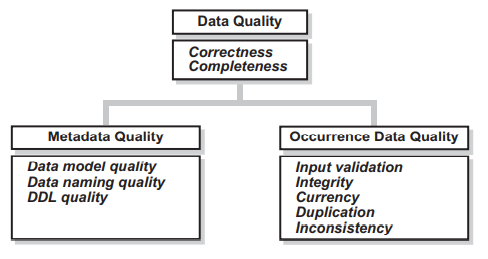 Data Quality
Correctness
Completeness
Metadata Quality
Data model quality
Data naming quality
DDL quality
Occurrence Data Quality
Input validation
Integrity
Currency
Duplication
Inconsistency